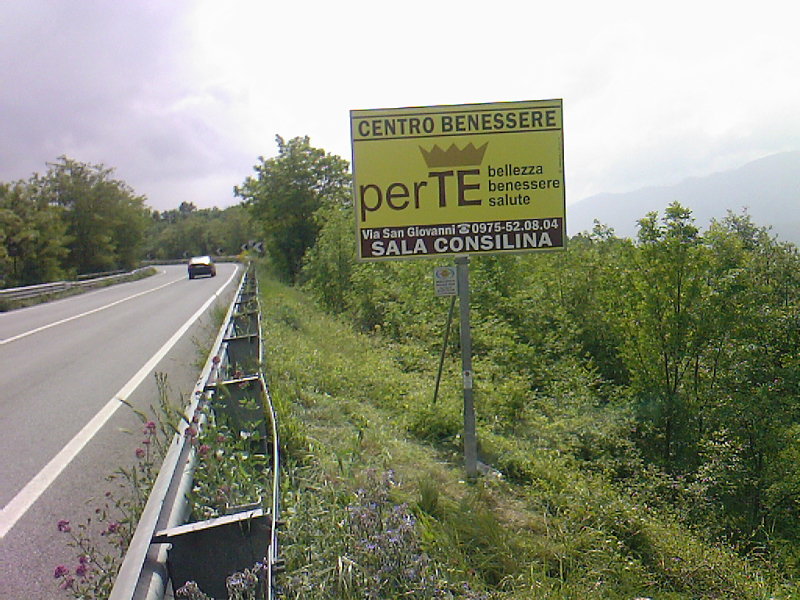 CENTRO BENESSERE
perTE
bellezza
benessere
salute
Via San Giovanni ☎0975-52.08.04
SALA CONSILINA